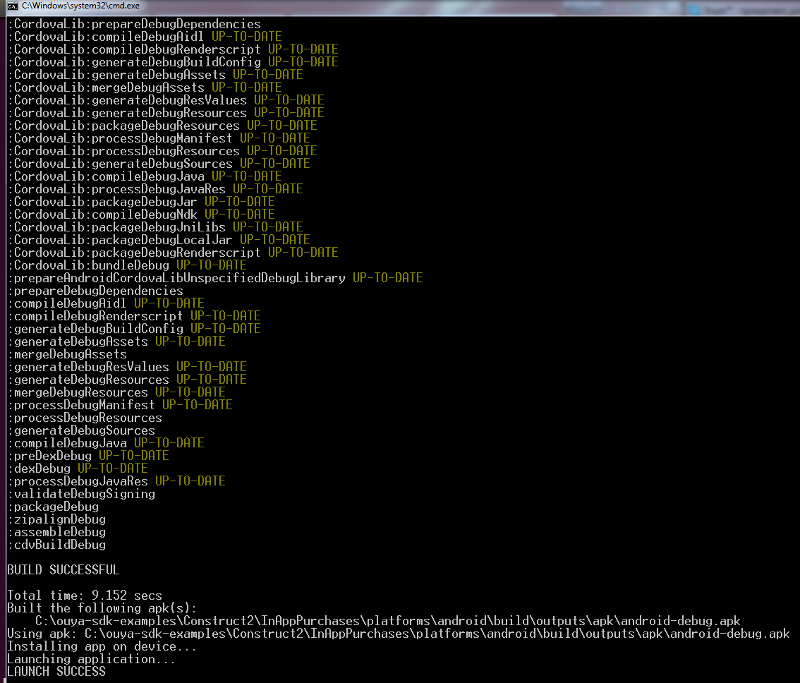 C:\Windows\system32\cmd.exe
:CordovaLib:prepareDebugDependencies
:CordovaLib:compileDebugAidl UP-TO-DATE
:CordovaLib:compileDebugRenderscript UP-TO-DATE
:CordovaLib:generateDebugBuildConfig UP-TO-DATE
:CordovaLib:generateDebugAssets UP-TO-DATE
:CordovaLib:mergeDebugAssets UP-TO-DATE
:CordovaLib:generateDebugResValues UP-TO-DATE
:CordovaLib:generateDebugResources UP-TO-DATE
:CordovaLib:packageDebugResources UP-TO-DATE
:CordovaLib:processDebugManifest UP-TO-DATE
:CordovaLib:processDebugResources UP-TO-DATE
:CordovaLib:generateDebugSources UP-TO-DATE
:CordovaLib:compileDebugJava UP-TO-DATE
:CordovaLib:processDebugJavaRes UP-TO-DATE
:CordovaLib:packageDebugJar UP-TO-DATE
:CordovaLib:compileDebugNdk UP-TO-DATE
:CordovaLib:packageDebugJniLibs UP-TO-DATE
:CordovaLib:packageDebugLocalJar UP-TO-DATE
:CordovaLib:packageDebugRenderscript UP-TO-DATE
:CordovaLib:bundleDebug UP-TO-DATE
:prepareAndroidCordovaLibUnspecifiedDebugLibrary UP-TO-DATE
:prepareDebugDependencies
:compileDebugAidl UP-TO-DATE
:compileDebugRenderscript UP-TO-DATE
:generateDebugBuildConfig UP-TO-DATE
:generateDebugAssets UP-TO-DATE
:mergeDebugAssets
:generateDebugResValues UP-TO-DATE
:generateDebugResources UP-TO-DATE
:mergeDebugResources UP-TO-DATE
:processDebugManifest UP-TO-DATE
:processDebugResources
:generateDebugSources
:compileDebugJava UP-TO-DATE
:preDexDebug UP-TO-DATE
:dexDebug UP-TO-DATE
:processDebugJavaRes UP-TO-DATE
:validateDebugSigning
:packageDebug
:zipalignDebug
:assembleDebug
:cdvBuildDebug
BUILD SUCCESSFUL
Total time: 9.152 secs
Built the following apk(s):
C:\ouya-sdk-examples\Construct2\InAppPurchases\platforms\android\build\outputs\apk\android-debug.apk
Using apk: C:\ouya-sdk-examples\Construct2\InAppPurchases\platforms\android\build\outputs\apk\android-debug.apk
Installing app on device...
Launching application...
LAUNCH SUCCESS